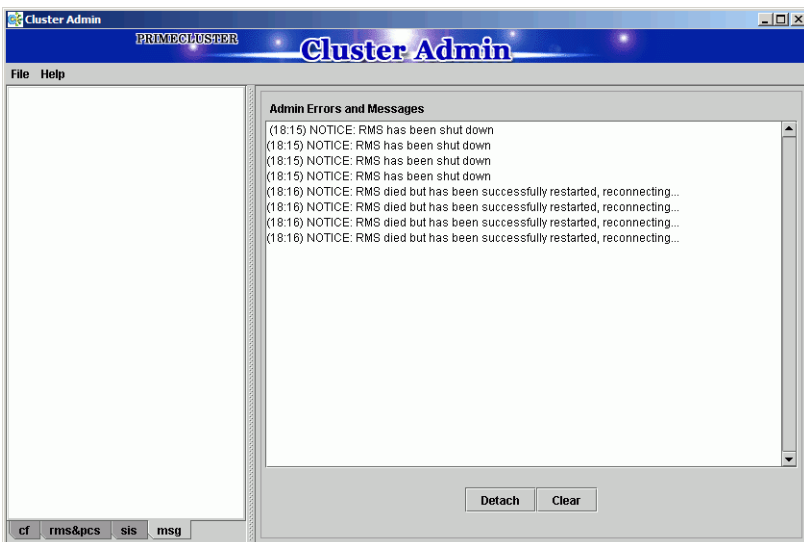 Cluster Admin
PRIMECLUSTER
Cluster Admin
File Help
Admin Errors and Messages
(18:15) NOTICE: RMS has been shut down
(18:15) NOTICE: RMS has been shut down
(18:15) NOTICE: RMS has been shut down
(18:15) NOTICE: RMS has been shut down
(18:16) NOTICE: RMS died but has been successfully restarted, reconnecting...
(18:16) NOTICE: RMS died but has been successfully restarted, reconnecting...
(18:16) NOTICE: RMS died but has been successfully restarted, reconnecting...
(18:16) NOTICE: RMS died but has been successfully restarted, reconnecting...
Detach Clear
cf rms&pcs sis msg